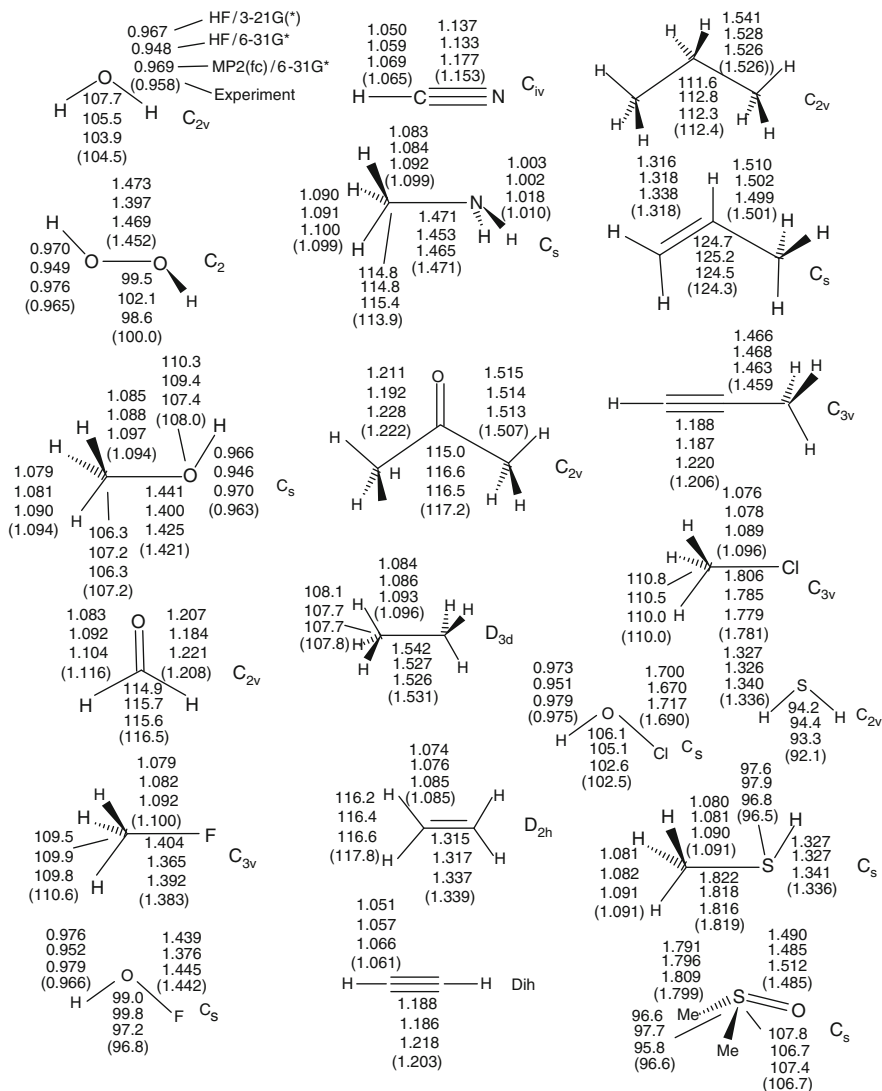 0.967 HF/3-21G(*)
0.948 HF/6-31G*
0.969 MP2(fc)/6-31G*
(0.958) Experiment
O
H H
107.7
105.5
103.9
(104.5)
C2v
1.050
1.059
1.069
(1.065)
1.137
1.133
1.177
(1.153)
H C N
Civ
1.541
1.528
1.526
(1.526))
H H
H
111.6
112.8
112.3
(112.4)
H H
H H
C2v
1.473
1.397
1.469
(1.452)
H
O O
H
0.970
0.949
0.976
(0.965)
99.5
102.1
98.6
(100.0)
C2
1.083
1.084
1.092
(1.099)
H
H
H
N
H H
1.003
1.002
1.018
(1.010)
1.090
1.091
1.100
(1.099)
1.471
1.453
1.465
(1.471)
114.8
114.8
115.4
(113.9)
Cs
1.316
1.318
1.338
(1.318)
1.510
1.502
1.499
(1.501)
H
H H
H
H H
124.7
125.2
124.5
(124.3)
Cs
110.3
109.4
107.4
(108.0)
1.085
1.088
1.097
(1.094)
H
H
H
O
H
0.966
0.946
0.970
(0.963)
1.079
1.081
1.090
(1.094)
1.441
1.400
1.425
(1.421)
106.3
107.2
106.3
(107.2)
Cs
1.211
1.192
1.228
(1.222)
O
1.515
1.514
1.513
(1.507)
H H
H
H
H H
115.0
116.6
116.5
(117.2)
C2v
1.466
1.468
1.463
(1.459
H
H H
H
1.188
1.187
1.220
(1.206)
C3v
1.083
1.092
1.104
(1.116)
O
1.207
1.184
1.221
(1.208)
H H
114.9
115.7
115.6
(116.5)
C2v
1.084
1.086
1.093
(1.096)
108.1
107.7
107.7
(107.8)
H
H
H
H H
H
1.542
1.527
1.526
(1.531)
D3d
1.076
1.078
1.089
(1.096)
H
H
H
Cl
110.8
110.5
110.0
(110.0)
1.806
1.785
1.779
(1.781)
C3v
0.973
0.951
0.979
(0.975)
1.700
1.670
1.717
(1.690)
O
H Cl
106.1
105.1
102.6
(102.5)
Cs
1.327
1.326
1.340
(1.336)
S
H H
94.2
94.4
93.3
(92.1)
C2v
1.079
1.082
1.092
(1.100)
H
H
H
F
109.5
109.9
109.8
(110.6)
1.404
1.365
1.392
(1.383)
C3v
1.074
1.076
1.085
(1.085)
116.2
116.4
116.6
(117.8)
H H
H H
1.315
1.317
1.337
(1.339)
D2h
97.6
97.9
96.8
(96.5)
1.080
1.081
1.090
(1.091)
H
H
H
S
H
1.081
1.082
1.091
(1.091)
1.822
1.818
1.816
(1.819)
1.327
1.327
1.341
(1.336)
Cs
0.976
0.952
0.979
(0.966)
1.439
1.376
1.445
(1.442)
O
H F
99.0
99.8
97.2
(96.8)
Cs
1.051
1.057
1.066
(1.061)
H H
1.188
1.186
1.218
(1.203)
Dih
1.791
1.796
1.809
(1.799)
1.490
1.485
1.512
(1.485)
Me S O
Me
96.6
97.7
95.8
(96.6)
107.8
106.7
107.4
(106.7)
Cs